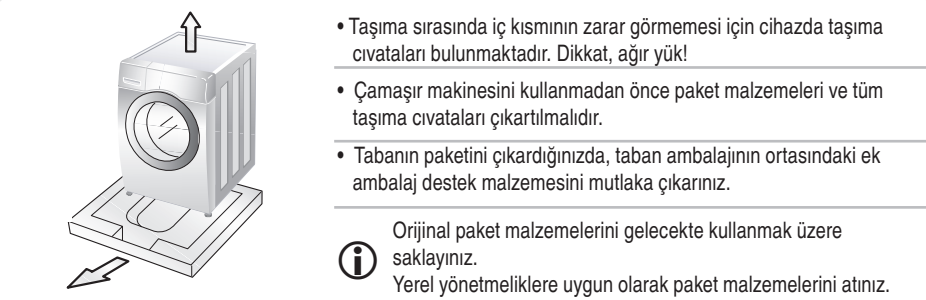 • Taşıma sırasında iç kısmının zarar görmemesi için cihazda taşıma
cıvataları bulunmaktadır. Dikkat, ağır yük!
• Çamaşır makinesini kullanmadan önce paket malzemeleri ve tüm
taşıma cıvataları çıkartılmalıdır.
• Tabanın paketini çıkardığınızda, taban ambalajının ortasındaki ek
ambalaj destek malzemesini mutlaka çıkarınız.
Orijinal paket malzemelerini gelecekte kullanmak üzere
saklayınız.
Yerel yönetmeliklere uygun olarak paket malzemelerini atınız.